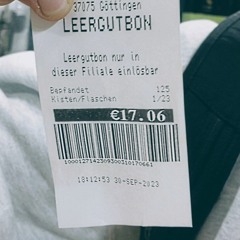 37075 Göttingen
LEERGUTBON
Leergutbon nur in
dieser Filiale einlösbar
Bepfandet 125
Kisten/Flaschen 1/23
€17.06
18:12:53 30-SEP-2023